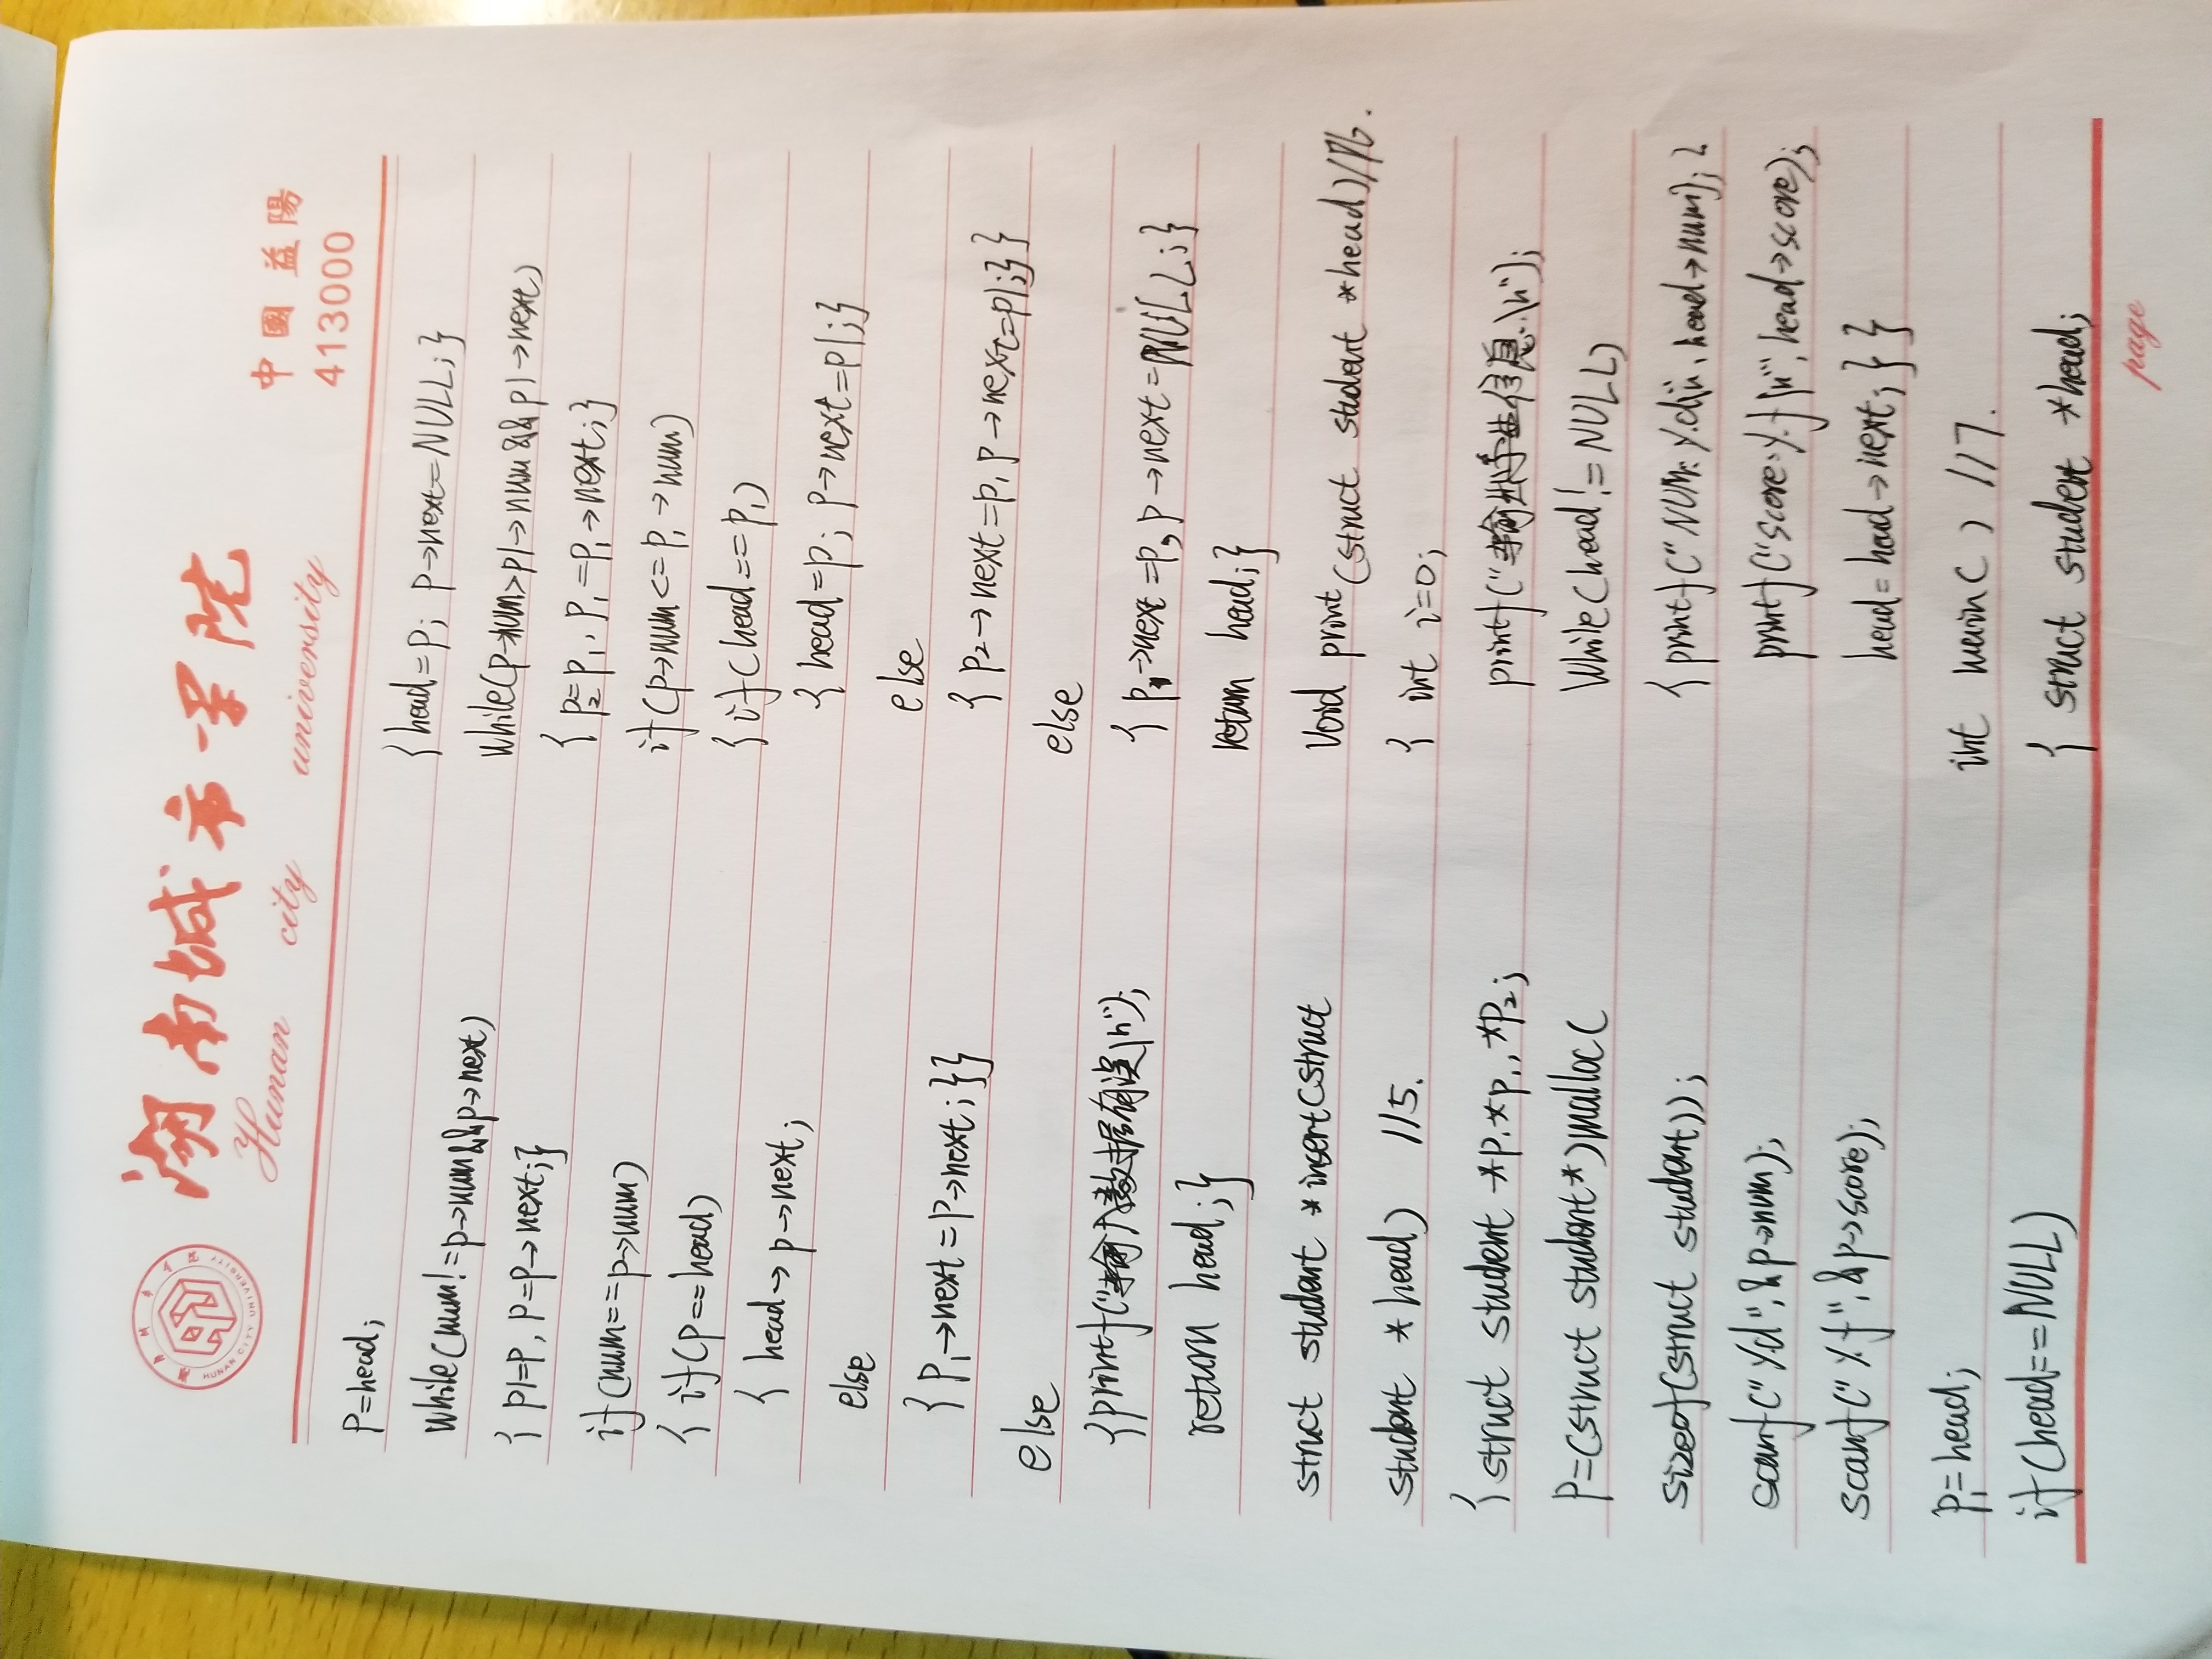 湖南城市学院
Hunan city university
HUNAN CITY UNIVERSITY
中國益陽
413000
p=head;
while(num!=p→num&&p→next)
{ p1=p, p=p→next;}
if(num==p→num)
{ if(p==head)
{ head→p→next;
else
{ p1→next=p→next;}}
else
{printf("输入数据有误\n");
return head;}
struct student *insert(struct
student *head) //5.
{ struct student *p,*p1,*p2;
p=(struct student*)malloc(
sizeof(struct student));
scanf("%d",&p→num);
scanf("%f",&p→score);
p1=head;
if(head==NULL)
{head=p; p→next=NULL;}
while(p→num>p1→num&&p1→next)
{ p2=p1, p1=p1→next;}
if(p→num<=p1→num)
{ if(head==p1)
{ head=p; p→next=p1;}
else
{ p2→next=p, p→next=p1;}}
else
{ p1→next=p, p→next=NULL;}
return head;}
void print(struct student *head)//6.
{ int i=0;
printf("输出学生信息.\n");
while(head!=NULL)
{ printf("NUM: %d\n", head→num);
printf("score:%f\n", head→score);
head=head→next;}}
int main( ) //7.
{ struct student *head;
page